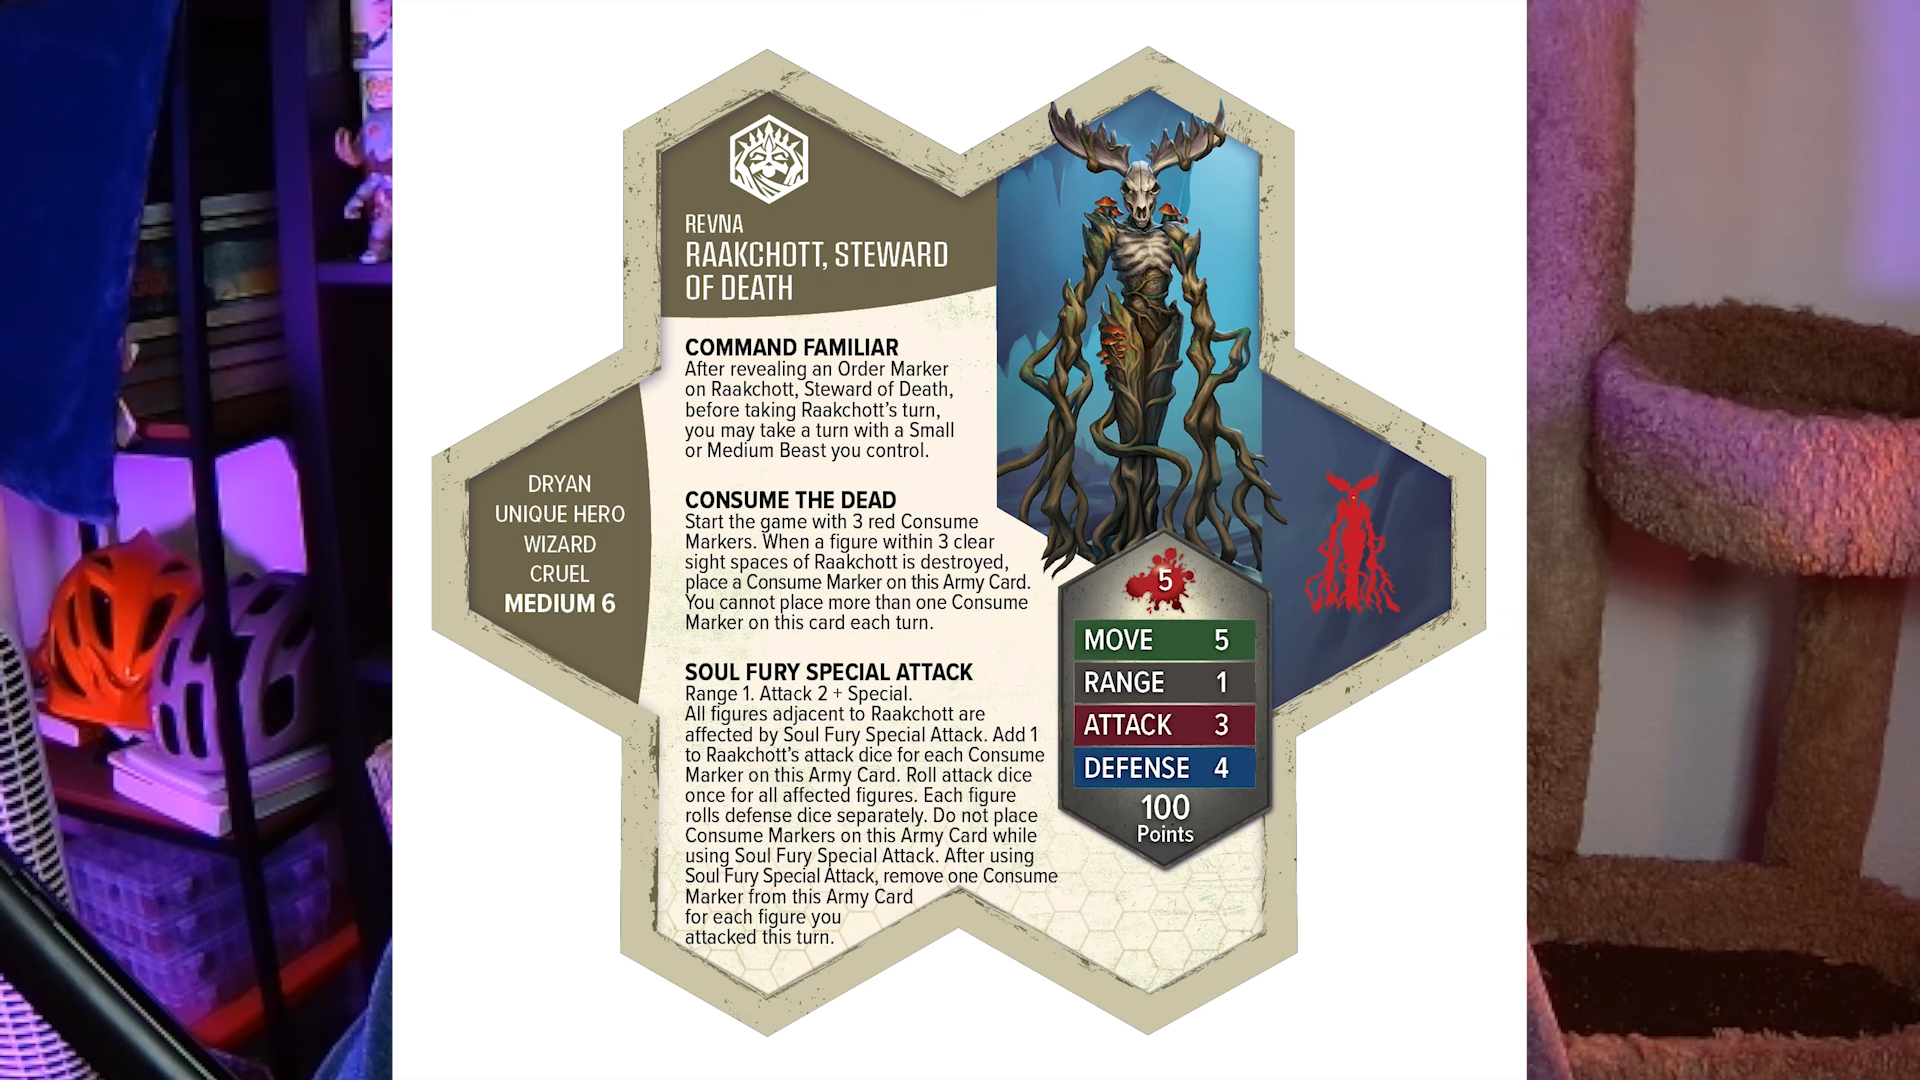 REVNA
RAAKCHOTT, STEWARD
OF DEATH
COMMAND FAMILIAR
After revealing an Order Marker
on Raakchott, Steward of Death,
before taking Raakchott's turn,
you may take a turn with a Small
or Medium Beast you control.
DRYAN
UNIQUE HERO
WIZARD
CRUEL
MEDIUM 6
CONSUME THE DEAD
Start the game with 3 red Consume
Markers. When a figure within 3 clear
sight spaces of Raakchott is destroyed,
place a Consume Marker on this Army Card.
You cannot place more than one Consume
Marker on this card each turn.
SOUL FURY SPECIAL ATTACK
Range 1. Attack 2 + Special.
All figures adjacent to Raakchott are
affected by Soul Fury Special Attack. Add 1
to Raakchott's attack dice for each Consume
Marker on this Army Card. Roll attack dice
once for all affected figures. Each figure
rolls defense dice separately. Do not place
Consume Markers on this Army Card while
using Soul Fury Special Attack. After using
Soul Fury Special Attack, remove one Consume
Marker from this Army Card
for each figure you
attacked this turn.
5
MOVE 5
RANGE 1
ATTACK 3
DEFENSE 4
100
Points